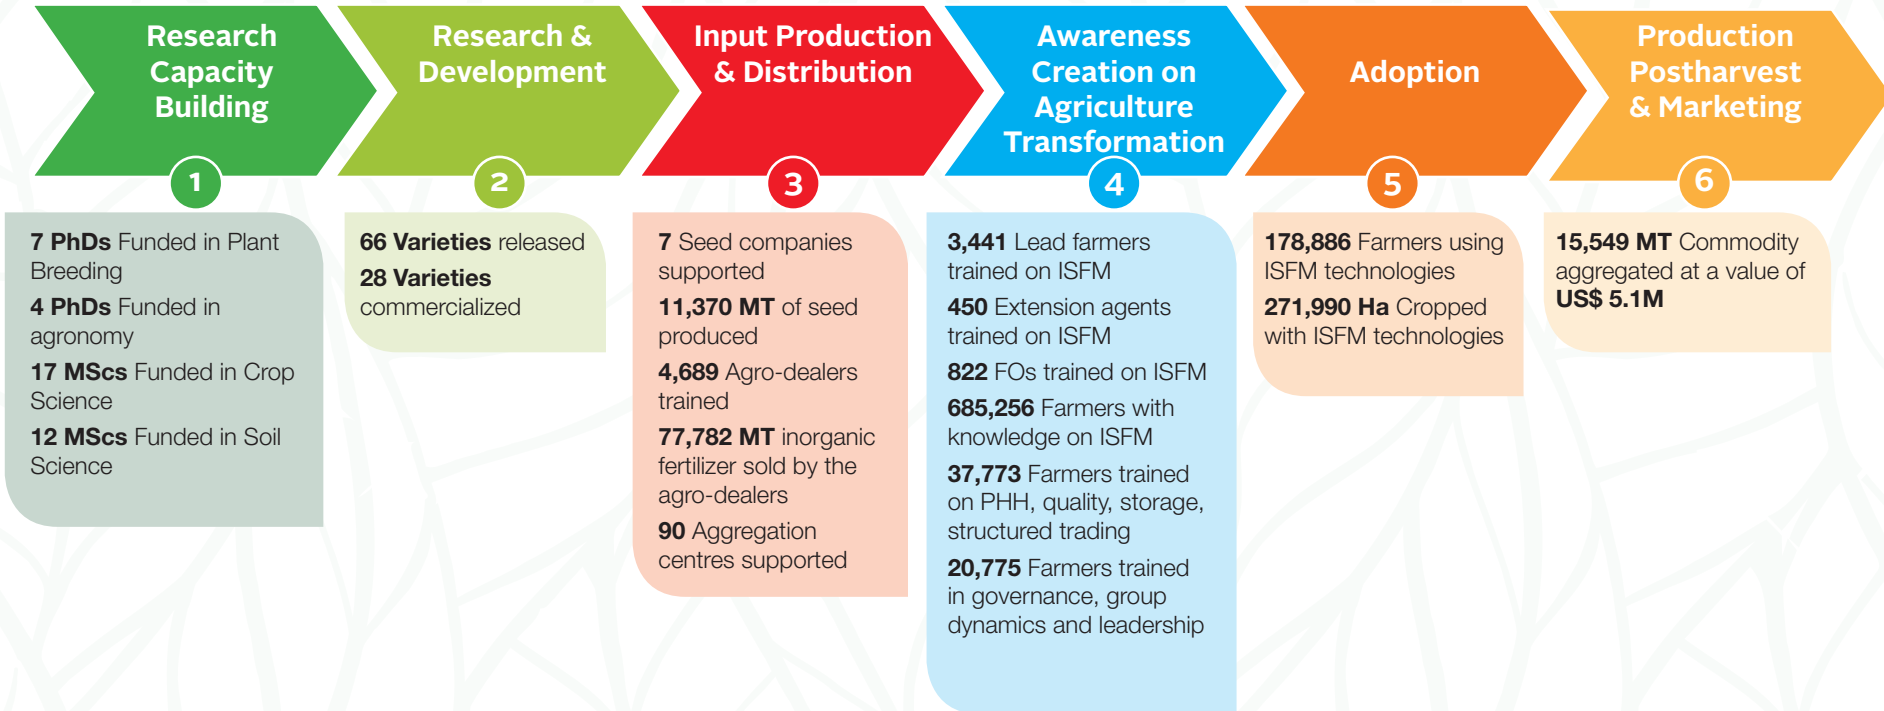 Research
Capacity
Building
1
7 PhDs Funded in Plant
Breeding
4 PhDs Funded in
agronomy
17 MScs Funded in Crop
Science
12 MScs Funded in Soil
Science
Research &
Development
2
66 Varieties released
28 Varieties
commercialized
Input Production
& Distribution
3
7 Seed companies
supported
11,370 MT of seed
produced
4,689 Agro-dealers
trained
77,782 MT inorganic
fertilizer sold by the
agro-dealers
90 Aggregation
centres supported
Awareness
Creation on
Agriculture
Transformation
4
3,441 Lead farmers
trained on ISFM
450 Extension agents
trained on ISFM
822 FOs trained on ISFM
685,256 Farmers with
knowledge on ISFM
37,773 Farmers trained
on PHH, quality, storage,
structured trading
20,775 Farmers trained
in governance, group
dynamics and leadership
Adoption
5
178,886 Farmers using
ISFM technologies
271,990 Ha Cropped
with ISFM technologies
Production
Postharvest
& Marketing
6
15,549 MT Commodity
aggregated at a value of
US$ 5.1M